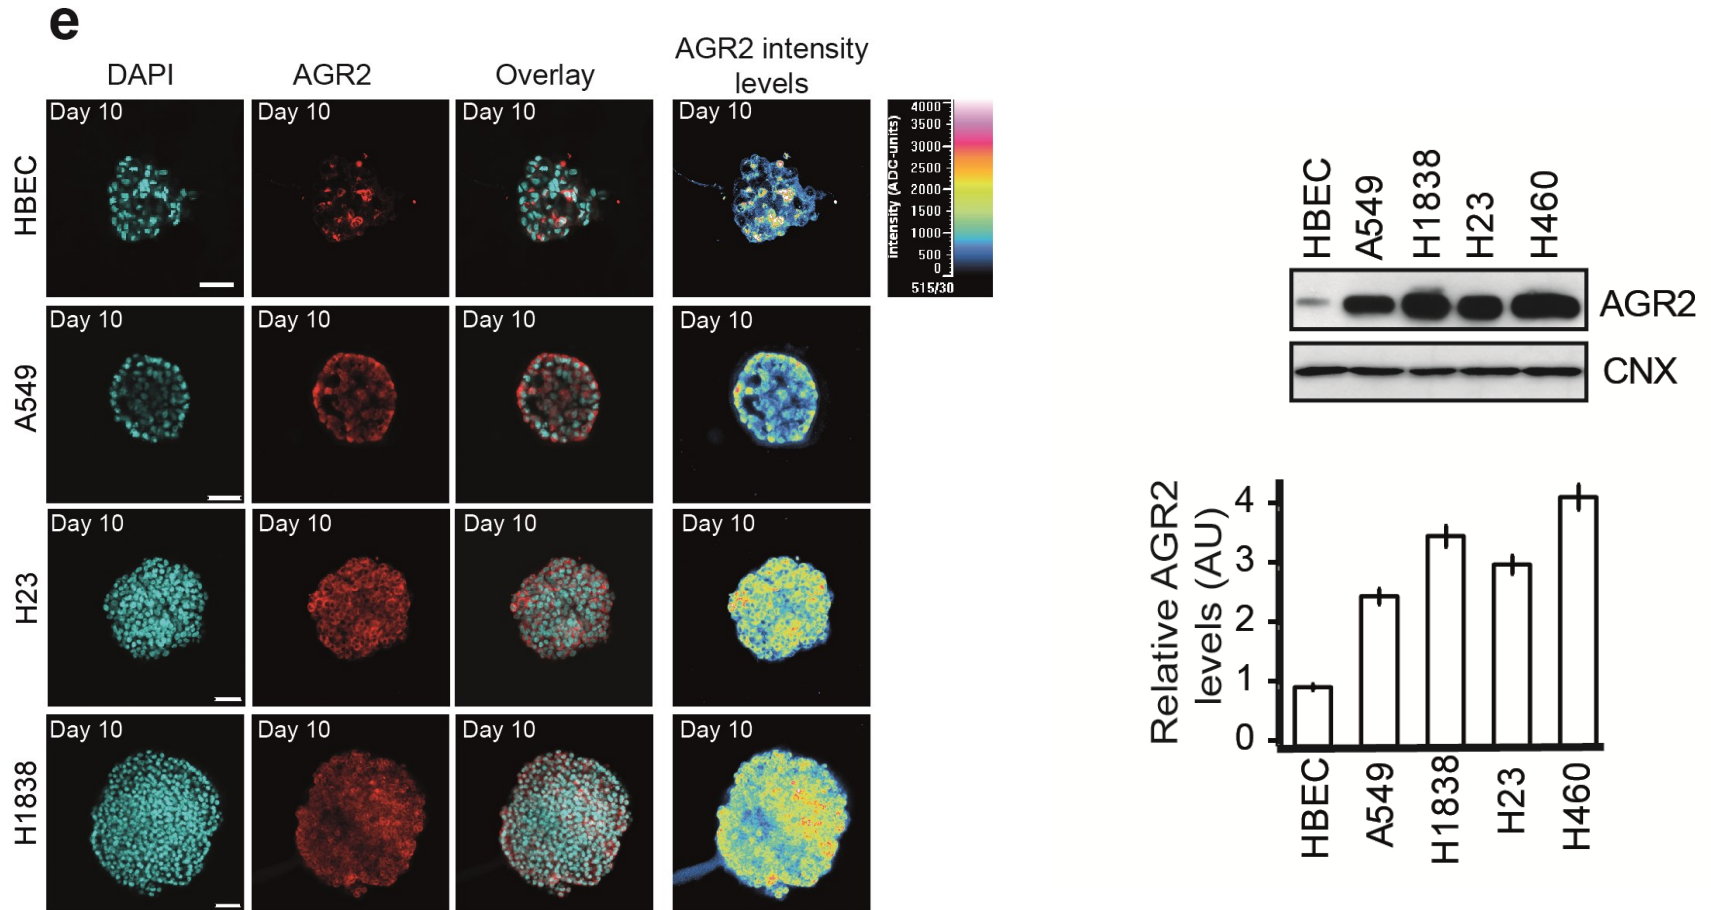 e
DAPI
AGR2
Overlay
AGR2 intensity
levels
HBEC
Day 10
Day 10
Day 10
Day 10
intensity (ADC-units)
4000
3500
3000
2500
2000
1500
1000
500
0
515/30
A549
Day 10
Day 10
Day 10
Day 10
H23
Day 10
Day 10
Day 10
Day 10
H1838
Day 10
Day 10
Day 10
Day 10
HBEC
A549
H1838
H23
H460
AGR2
CNX
Relative AGR2
levels (AU)
4
3
2
1
0
HBEC
A549
H1838
H23
H460